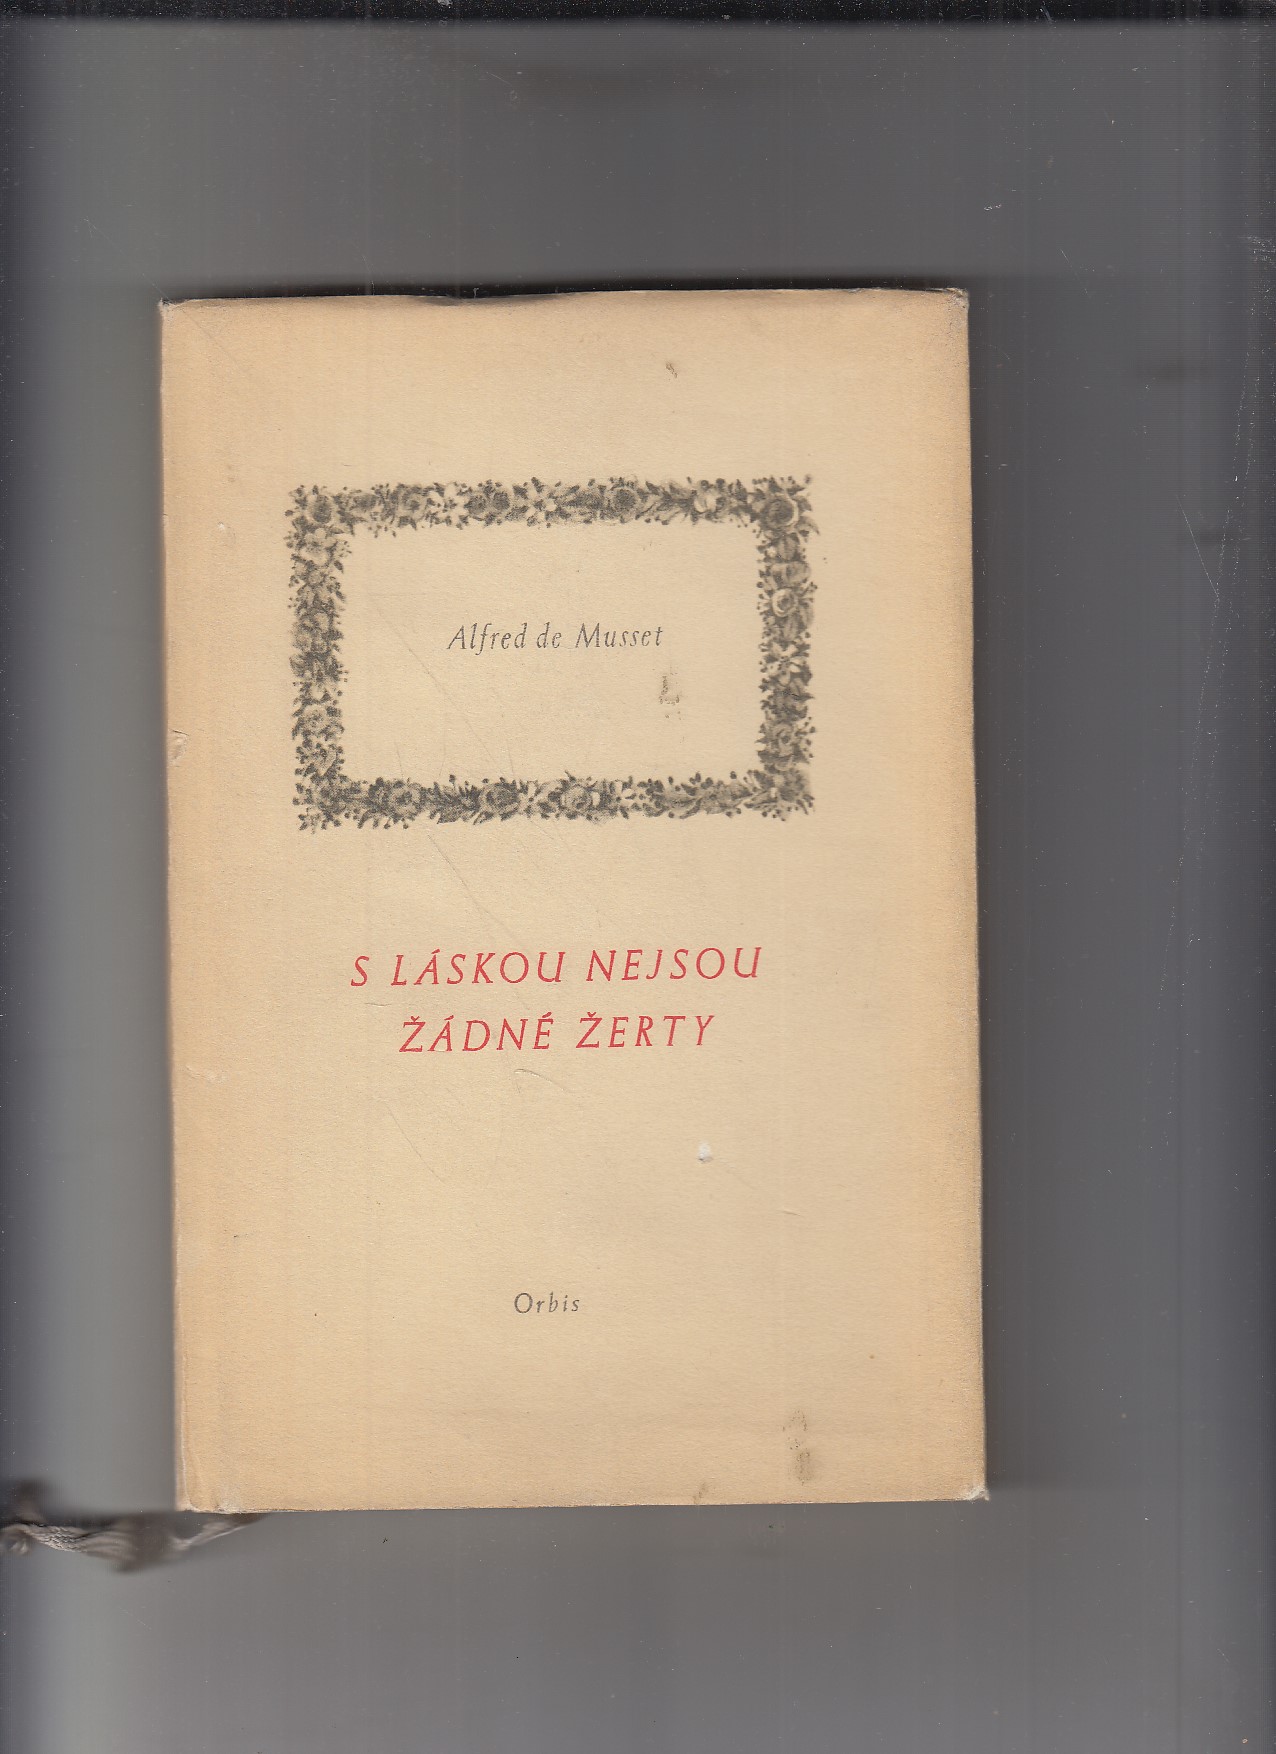 Alfred de Musset
S LÁSKOU NEJSOU
ŽÁDNÉ ŽERTY
Orbis